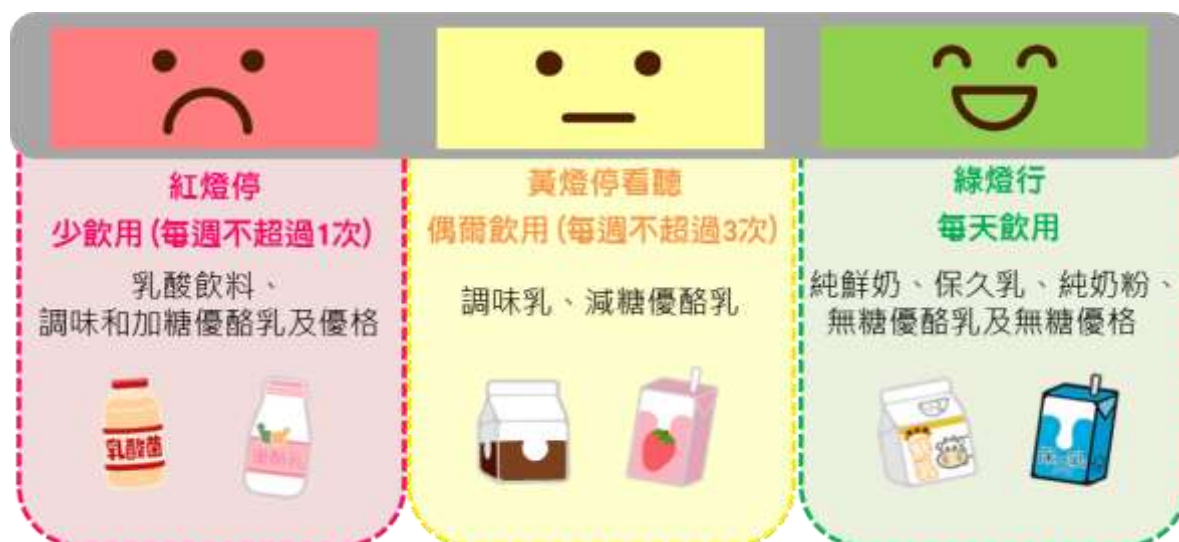 紅燈停
少飲用(每週不超過1次)
乳酸飲料、
調味和加糖優酪乳及優格
乳酸菌
優酪乳
黃燈停看聽
偶爾飲用(每週不超過3次)
調味乳、減糖優酪乳
綠燈行
每天飲用
純鮮奶、保久乳、純奶粉、
無糖優酪乳及無糖優格